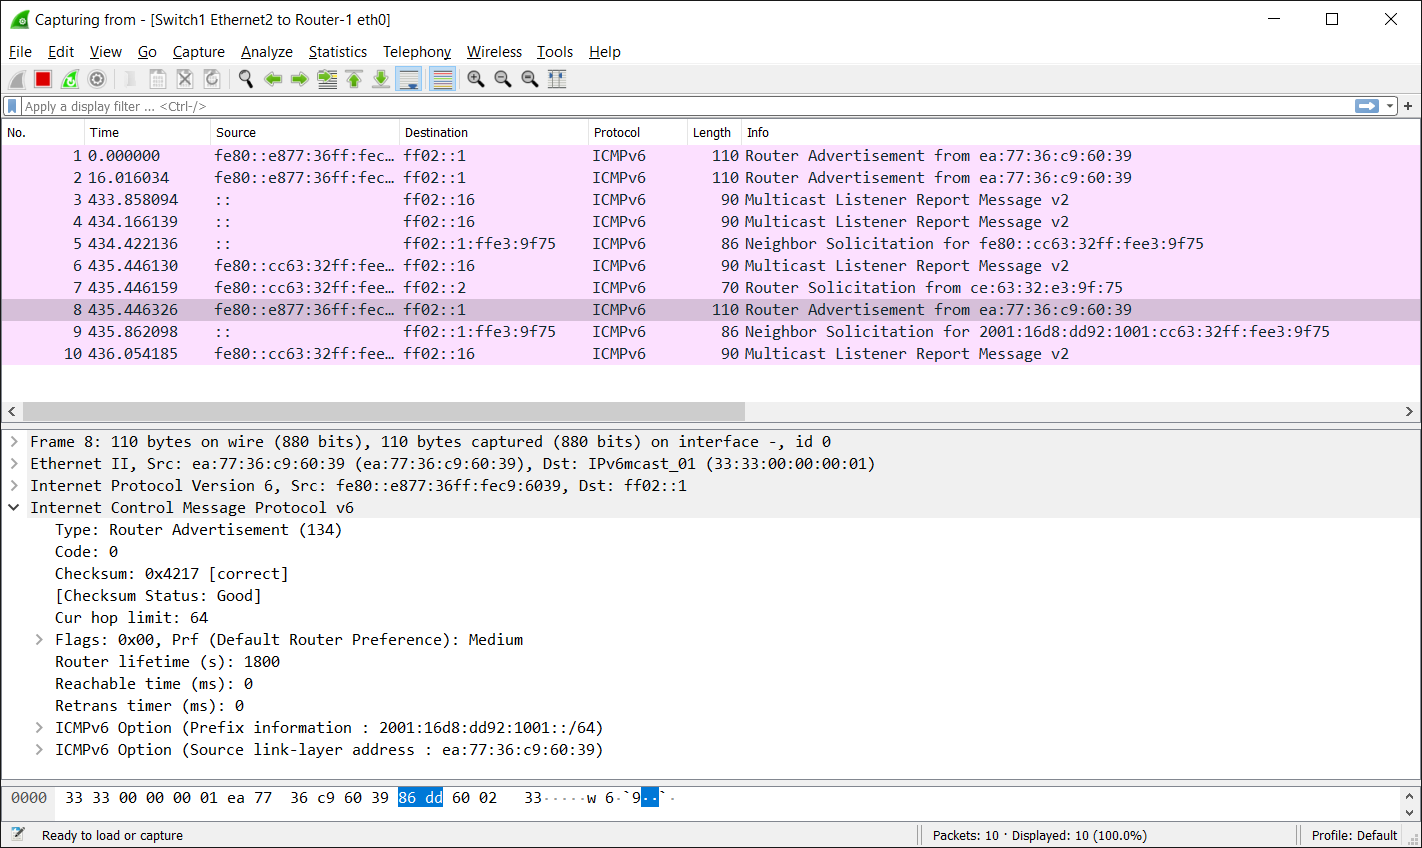 Capturing from - [Switch1 Ethernet2 to Router-1 eth0]
File Edit View Go Capture Analyze Statistics Telephony Wireless Tools Help
Apply a display filter ... <Ctrl-/>
No. Time Source Destination Protocol Length Info
1 0.000000 fe80::e877:36ff:fec… ff02::1 ICMPv6 110 Router Advertisement from ea:77:36:c9:60:39
2 16.016034 fe80::e877:36ff:fec… ff02::1 ICMPv6 110 Router Advertisement from ea:77:36:c9:60:39
3 433.858094 :: ff02::16 ICMPv6 90 Multicast Listener Report Message v2
4 434.166139 :: ff02::16 ICMPv6 90 Multicast Listener Report Message v2
5 434.422136 :: ff02::1:ffe3:9f75 ICMPv6 86 Neighbor Solicitation for fe80::cc63:32ff:fee3:9f75
6 435.446130 fe80::cc63:32ff:fee… ff02::16 ICMPv6 90 Multicast Listener Report Message v2
7 435.446159 fe80::cc63:32ff:fee… ff02::2 ICMPv6 70 Router Solicitation from ce:63:32:e3:9f:75
8 435.446326 fe80::e877:36ff:fec… ff02::1 ICMPv6 110 Router Advertisement from ea:77:36:c9:60:39
9 435.862098 :: ff02::1:ffe3:9f75 ICMPv6 86 Neighbor Solicitation for 2001:16d8:dd92:1001:cc63:32ff:fee3:9f75
10 436.054185 fe80::cc63:32ff:fee… ff02::16 ICMPv6 90 Multicast Listener Report Message v2
Frame 8: 110 bytes on wire (880 bits), 110 bytes captured (880 bits) on interface -, id 0
Ethernet II, Src: ea:77:36:c9:60:39 (ea:77:36:c9:60:39), Dst: IPv6mcast_01 (33:33:00:00:00:01)
Internet Protocol Version 6, Src: fe80::e877:36ff:fec9:6039, Dst: ff02::1
Internet Control Message Protocol v6
Type: Router Advertisement (134)
Code: 0
Checksum: 0x4217 [correct]
[Checksum Status: Good]
Cur hop limit: 64
Flags: 0x00, Prf (Default Router Preference): Medium
Router lifetime (s): 1800
Reachable time (ms): 0
Retrans timer (ms): 0
ICMPv6 Option (Prefix information : 2001:16d8:dd92:1001::/64)
ICMPv6 Option (Source link-layer address : ea:77:36:c9:60:39)
0000 33 33 00 00 00 01 ea 77 36 c9 60 39 86 dd 60 02 33·····w 6·`9··`·
Ready to load or capture Packets: 10 · Displayed: 10 (100.0%) Profile: Default